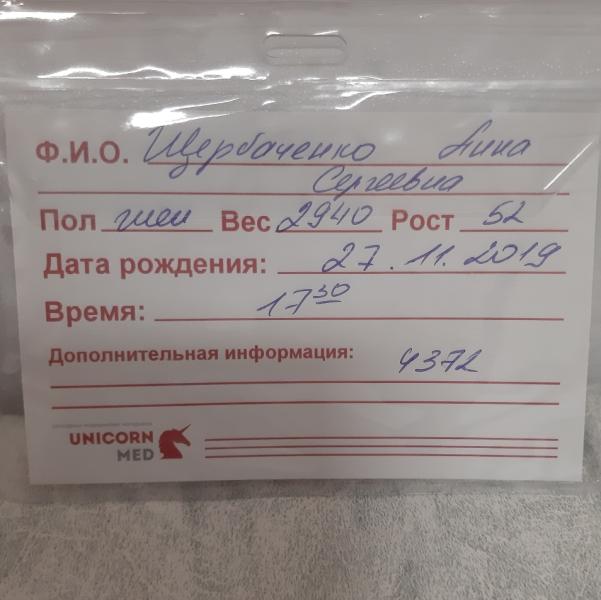 Ф.И.О. Щербаченко Анна
Сергеевна
Пол жен Вес 2940 Рост 52
Дата рождения: 27.11.2019
Время: 17 30
Дополнительная информация: 4372
UNICORN
MED